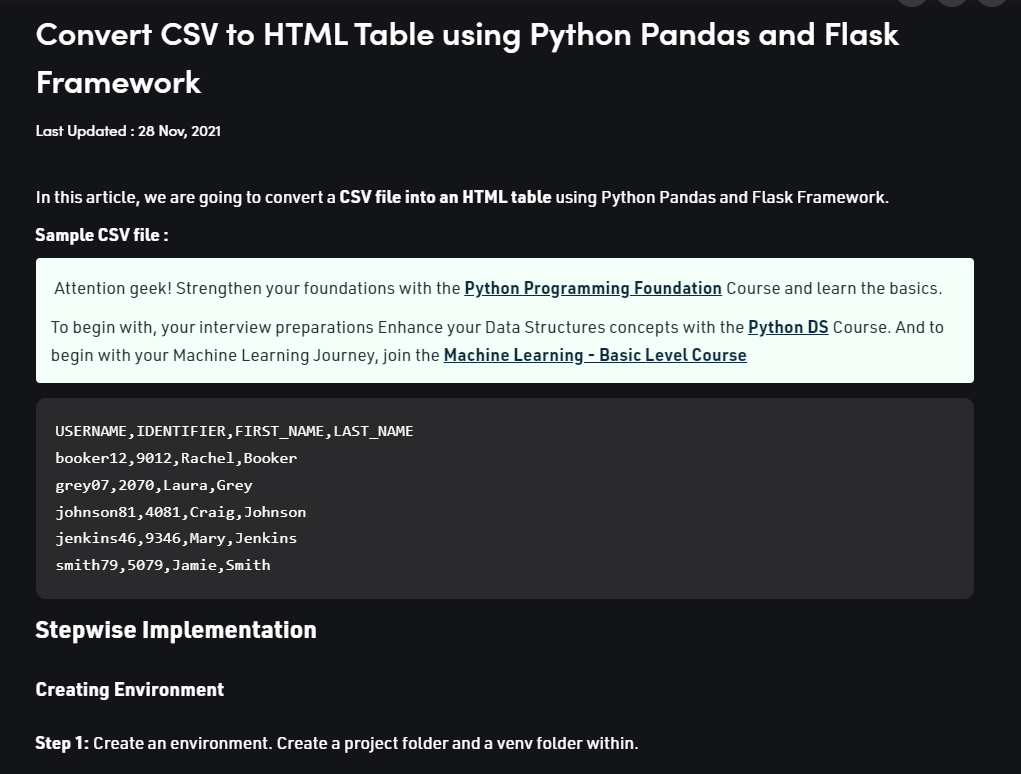 Convert CSV to HTML Table using Python Pandas and Flask
Framework
Last Updated : 28 Nov, 2021
In this article, we are going to convert a CSV file into an HTML table using Python Pandas and Flask Framework.
Sample CSV file :
Attention geek! Strengthen your foundations with the Python Programming Foundation Course and learn the basics.
To begin with, your interview preparations Enhance your Data Structures concepts with the Python DS Course. And to
begin with your Machine Learning Journey, join the Machine Learning - Basic Level Course
USERNAME,IDENTIFIER,FIRST_NAME,LAST_NAME
booker12,9012,Rachel,Booker
grey07,2070,Laura,Grey
johnson81,4081,Craig,Johnson
jenkins46,9346,Mary,Jenkins
smith79,5079,Jamie,Smith
Stepwise Implementation
Creating Environment
Step 1: Create an environment. Create a project folder and a venv folder within.